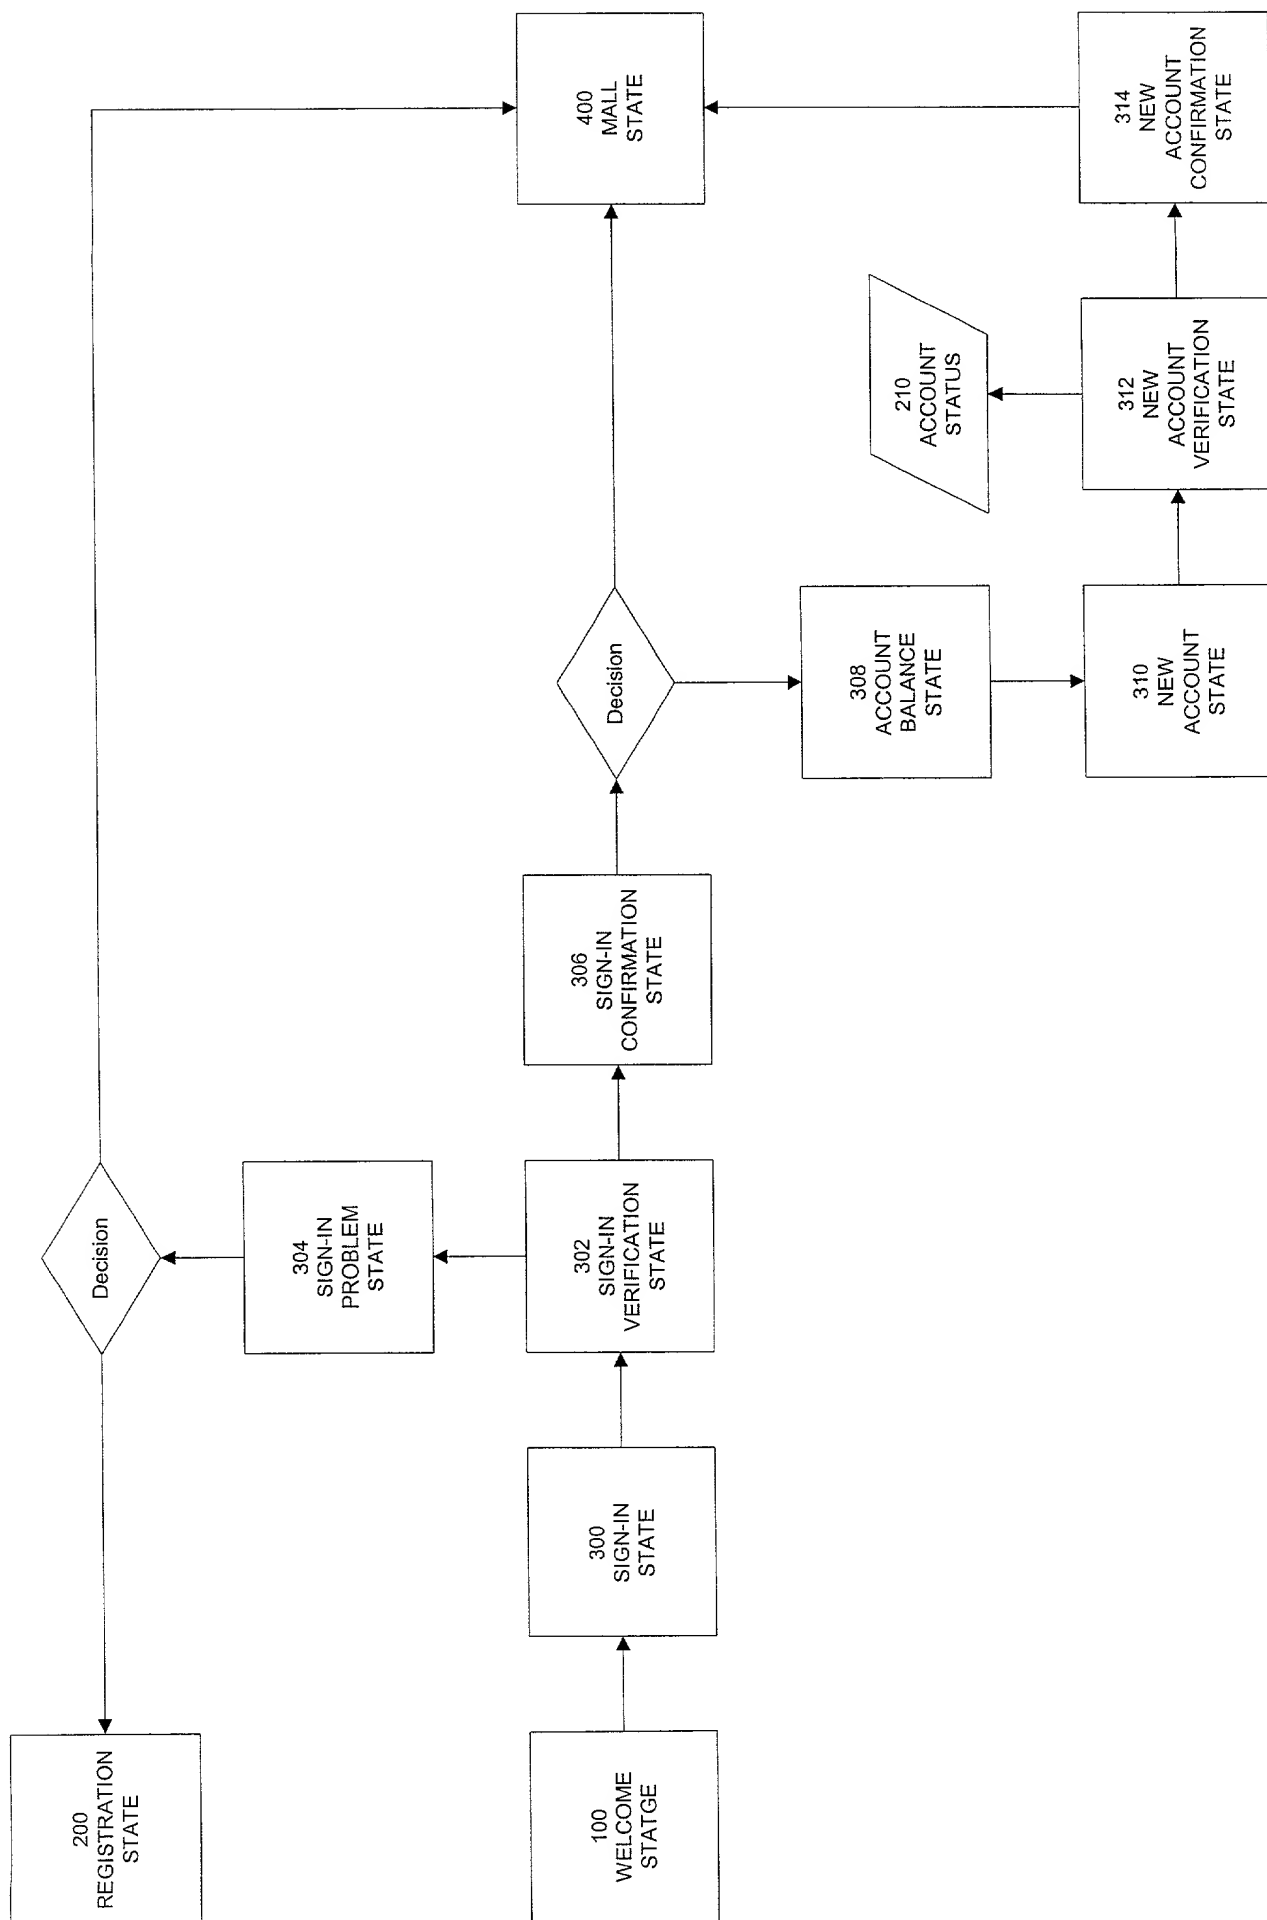 200
REGISTRATION
STATE
Decision
304
SIGN-IN
PROBLEM
STATE
100
WELCOME
STATGE
300
SIGN-IN
STATE
302
SIGN-IN
VERIFICATION
STATE
306
SIGN-IN
CONFIRMATION
STATE
Decision
400
MALL
STATE
308
ACCOUNT
BALANCE
STATE
210
ACCOUNT
STATUS
310
NEW
ACCOUNT
STATE
312
NEW
ACCOUNT
VERIFICATION
STATE
314
NEW
ACCOUNT
CONFIRMATION
STATE